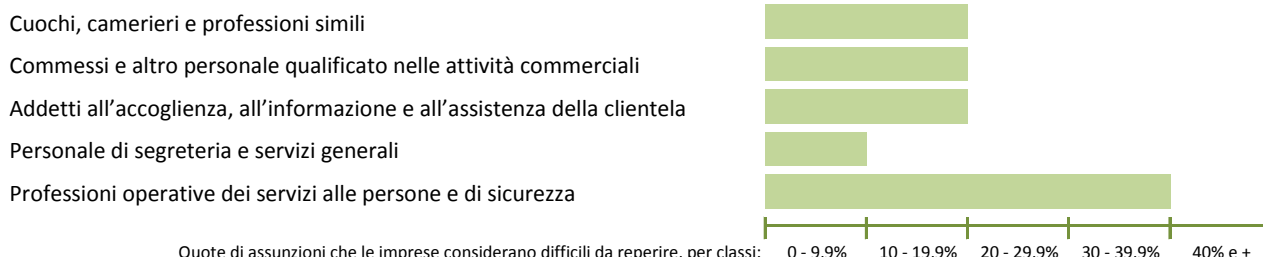 Cuochi, camerieri e professioni simili
Commessi e altro personale qualificato nelle attività commerciali
Addetti all’accoglienza, all’informazione e all’assistenza della clientela
Personale di segreteria e servizi generali
Professioni operative dei servizi alle persone e di sicurezza
Quote di assunzioni che le imprese considerano difficili da reperire, per classi: 0 - 9,9% 10 - 19,9% 20 - 29,9% 30 - 39,9% 40% e +